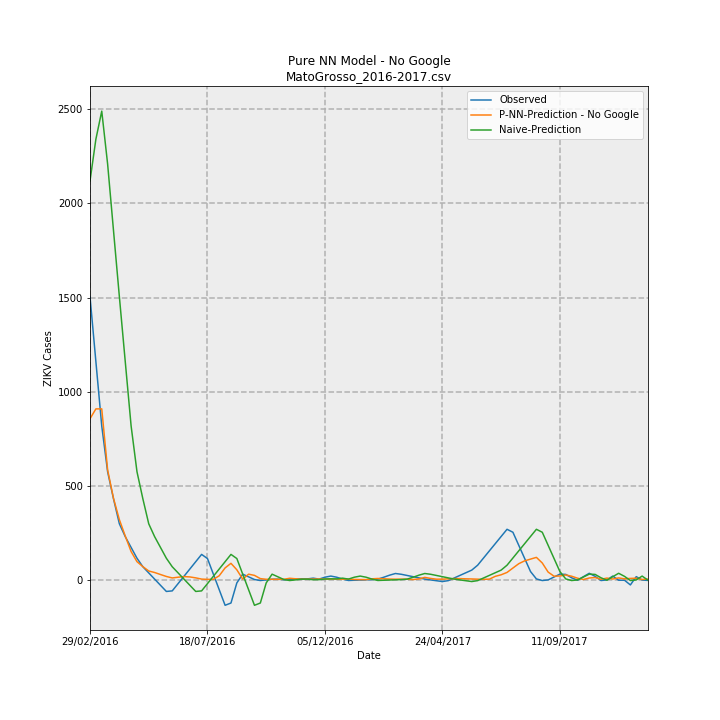 Pure NN Model - No Google
MatoGrosso_2016-2017.csv
Observed
P-NN-Prediction - No Google
Naive-Prediction
2500
2000
1500
1000
500
0
ZIKV Cases
29/02/2016
18/07/2016
05/12/2016
24/04/2017
11/09/2017
Date